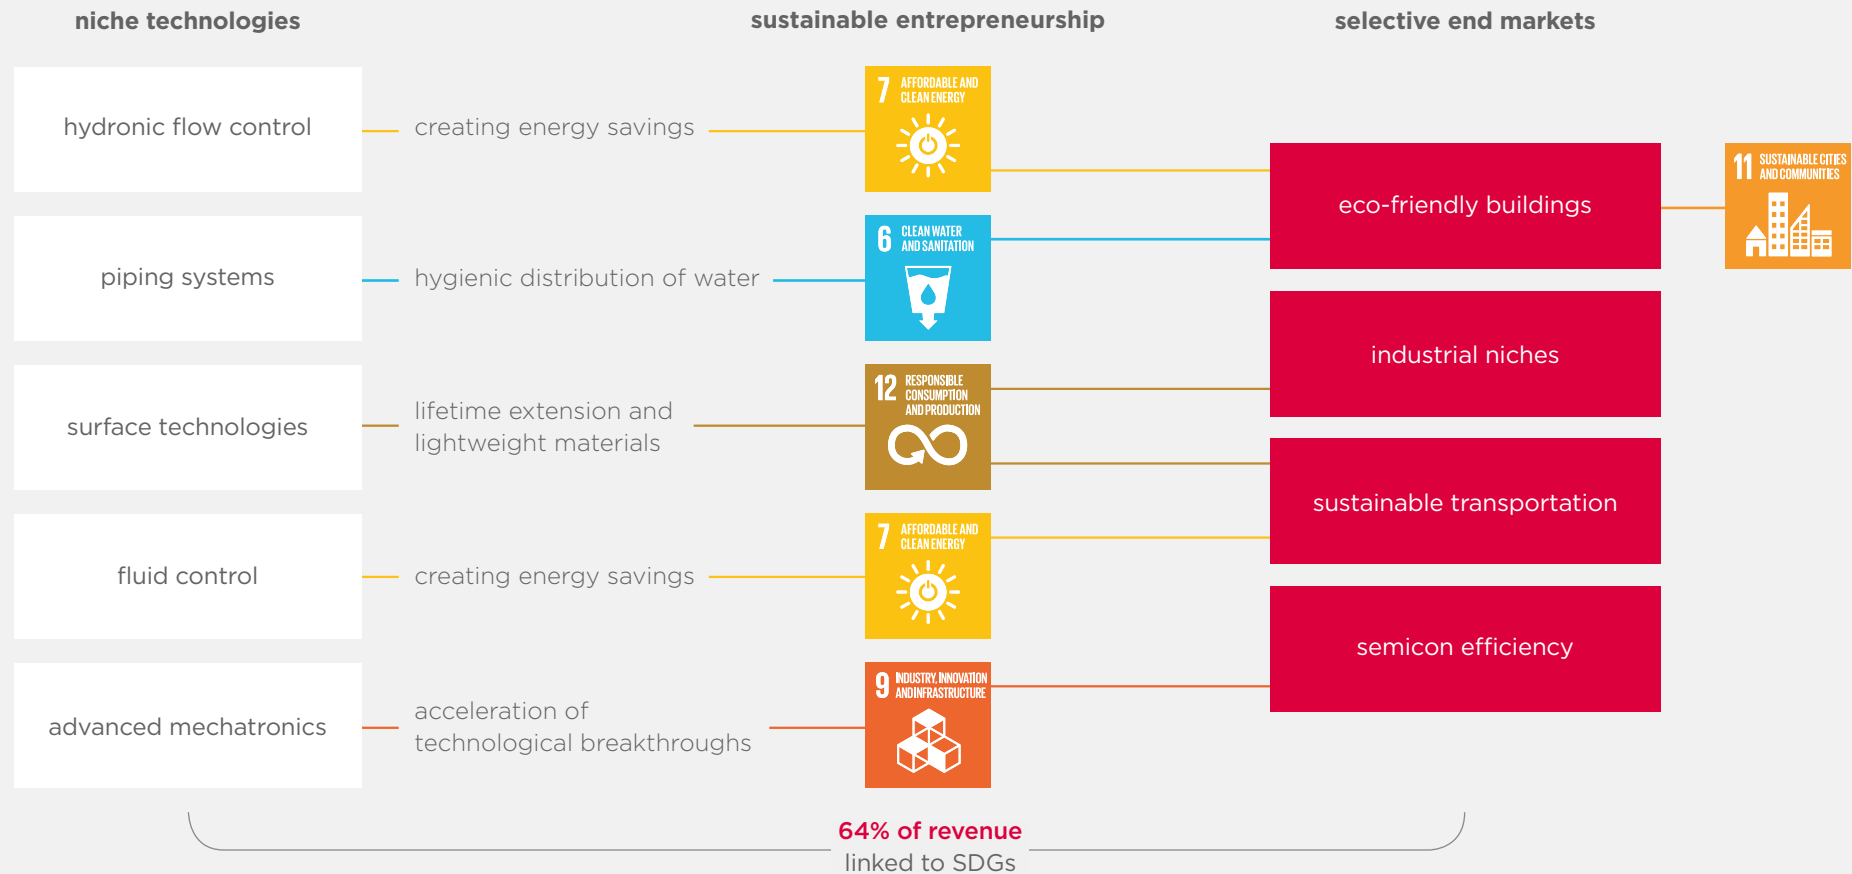 niche technologies
sustainable entrepreneurship
selective end markets
hydronic flow control
creating energy savings
7 AFFORDABLE AND
CLEAN ENERGY
eco-friendly buildings
11 SUSTAINABLE CITIES
AND COMMUNITIES
piping systems
hygienic distribution of water
6 CLEAN WATER
AND SANITATION
industrial niches
surface technologies
lifetime extension and
lightweight materials
12 RESPONSIBLE
CONSUMPTION
AND PRODUCTION
sustainable transportation
fluid control
creating energy savings
7 AFFORDABLE AND
CLEAN ENERGY
semicon efficiency
advanced mechatronics
acceleration of
technological breakthroughs
9 INDUSTRY, INNOVATION
AND INFRASTRUCTURE
64% of revenue
linked to SDGs